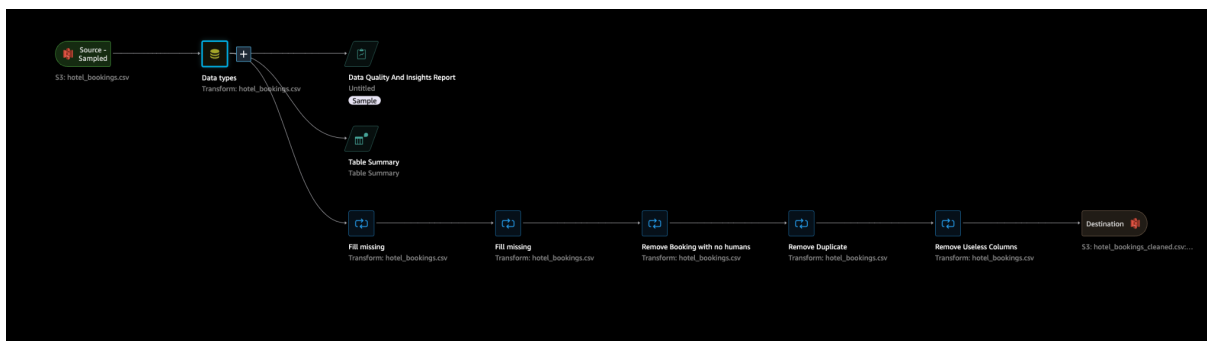 Source -
Sampled
S3: hotel_bookings.csv
Data types
Transform: hotel_bookings.csv
Data Quality And Insights Report
Untitled
Sample
Table Summary
Table Summary
Fill missing
Transform: hotel_bookings.csv
Fill missing
Transform: hotel_bookings.csv
Remove Booking with no humans
Transform: hotel_bookings.csv
Remove Duplicate
Transform: hotel_bookings.csv
Remove Useless Columns
Transform: hotel_bookings.csv
Destination
S3: hotel_bookings_cleaned.csv:...